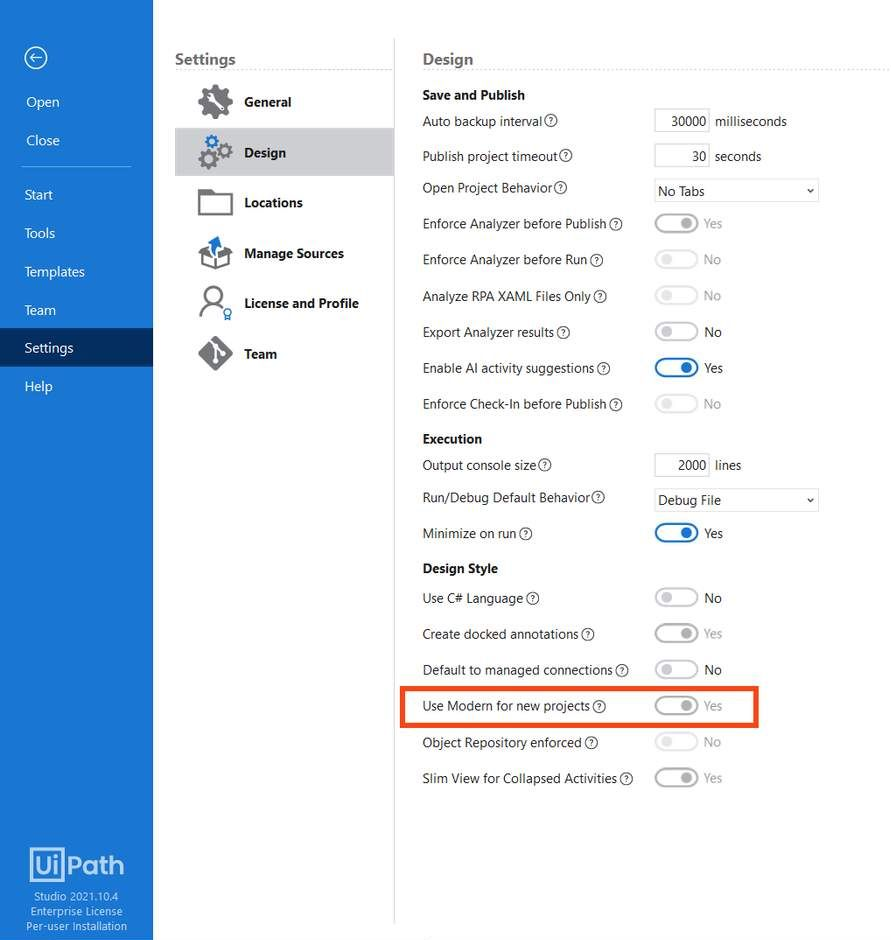 Open
Close
Start
Tools
Templates
Team
Settings
Help
UiPath
Studio 2021.10.4
Enterprise License
Per-user Installation
Settings
General
Design
Locations
Manage Sources
License and Profile
Team
Design
Save and Publish
Auto backup interval ? 30000 milliseconds
Publish project timeout ? 30 seconds
Open Project Behavior ? No Tabs
Enforce Analyzer before Publish ? Yes
Enforce Analyzer before Run ? No
Analyze RPA XAML Files Only ? No
Export Analyzer results ? No
Enable AI activity suggestions ? Yes
Enforce Check-In before Publish ? No
Execution
Output console size ? 2000 lines
Run/Debug Default Behavior ? Debug File
Minimize on run ? Yes
Design Style
Use C# Language ? No
Create docked annotations ? Yes
Default to managed connections ? No
Use Modern for new projects ? Yes
Object Repository enforced ? No
Slim View for Collapsed Activities ? Yes